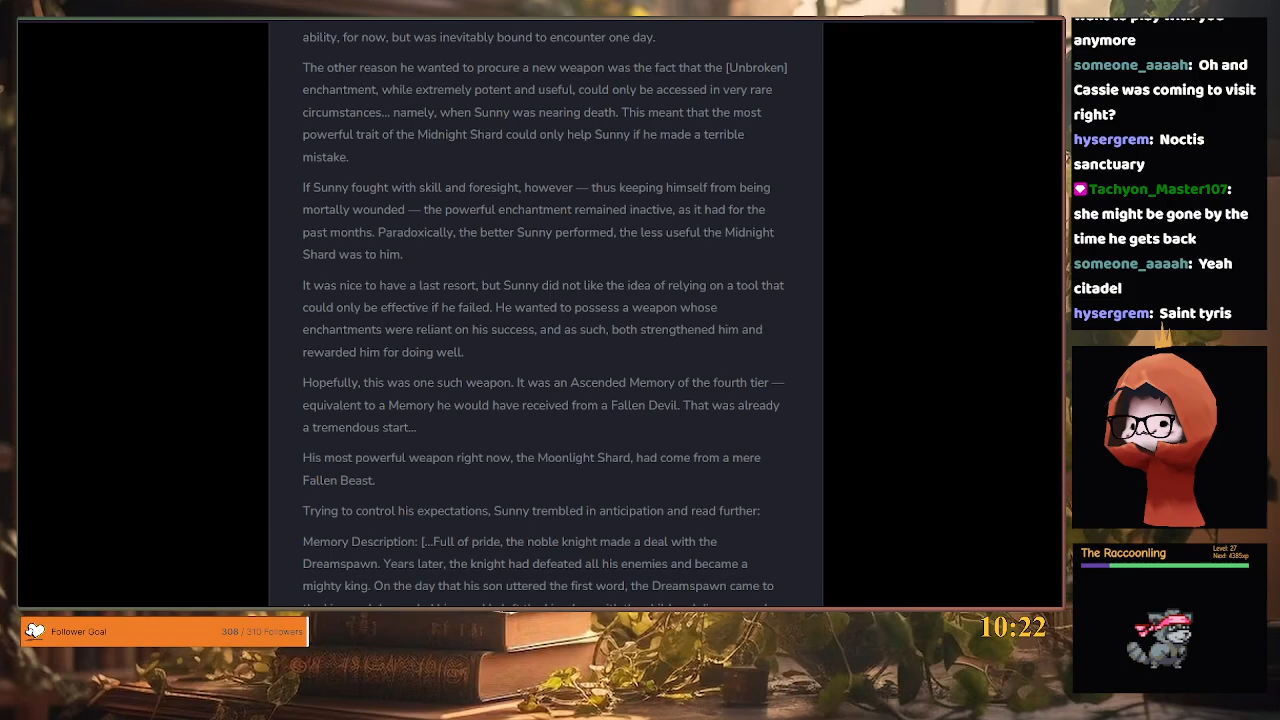 ability, for now, but was inevitably bound to encounter one day.
The other reason he wanted to procure a new weapon was the fact that the [Unbroken]
enchantment, while extremely potent and useful, could only be accessed in very rare
circumstances... namely, when Sunny was nearing death. This meant that the most
powerful trait of the Midnight Shard could only help Sunny if he made a terrible
mistake.
If Sunny fought with skill and foresight, however — thus keeping himself from being
mortally wounded — the powerful enchantment remained inactive, as it had for the
past months. Paradoxically, the better Sunny performed, the less useful the Midnight
Shard was to him.
It was nice to have a last resort, but Sunny did not like the idea of relying on a tool that
could only be effective if he failed. He wanted to possess a weapon whose
enchantments were reliant on his success, and as such, both strengthened him and
rewarded him for doing well.
Hopefully, this was one such weapon. It was an Ascended Memory of the fourth tier —
equivalent to a Memory he would have received from a Fallen Devil. That was already
a tremendous start...
His most powerful weapon right now, the Moonlight Shard, had come from a mere
Fallen Beast.
Trying to control his expectations, Sunny trembled in anticipation and read further:
Memory Description: [...Full of pride, the noble knight made a deal with the
Dreamspawn. Years later, the knight had defeated all his enemies and became a
mighty king. On the day that his son uttered the first word, the Dreamspawn came to
anymore
someone_aaaah: Oh and
Cassie was coming to visit
right?
hysergrem: Noctis
sanctuary
Tachyon_Master107:
she might be gone by the
time he gets back
someone_aaaah: Yeah
citadel
hysergrem: Saint tyris
The Raccoonling
Level: 27
Next: 4385xp
Follower Goal
308 / 310 Followers
10:22